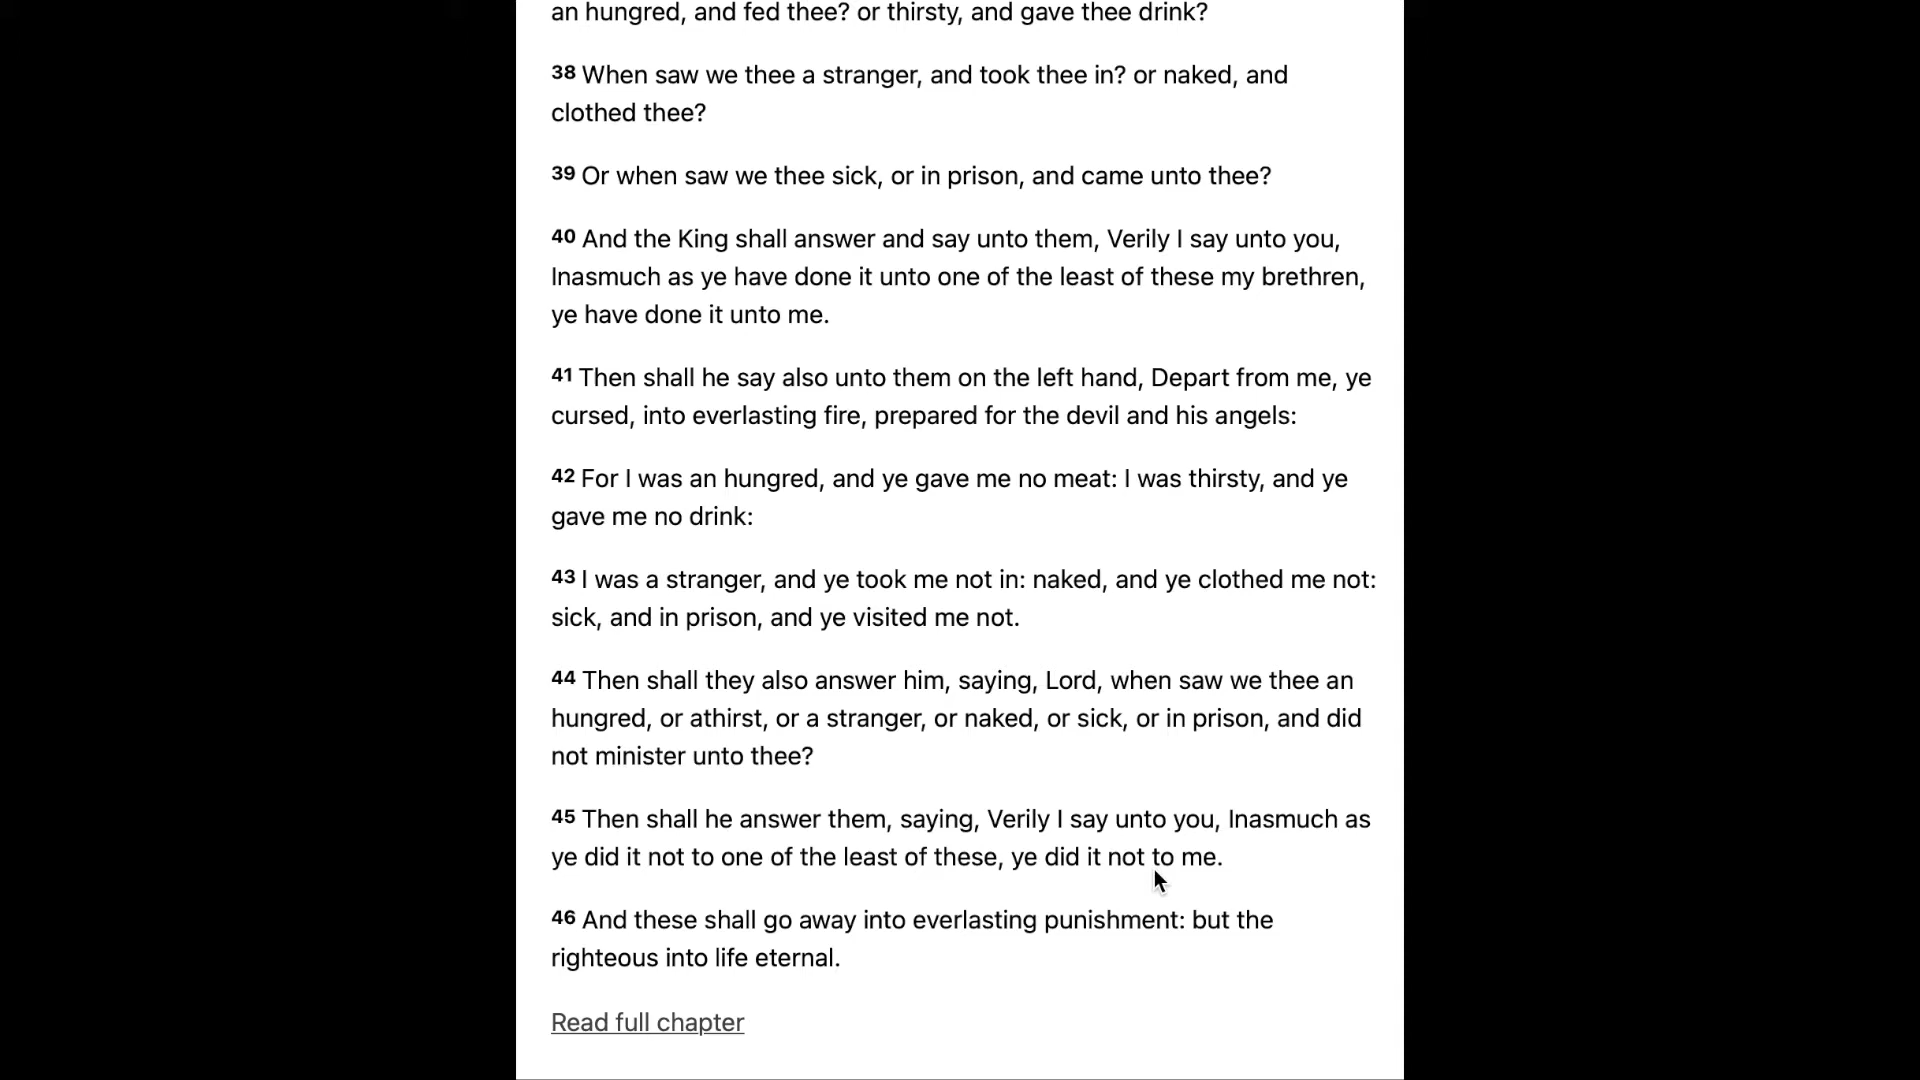 an hungred, and fed thee? or thirsty, and gave thee drink?
38 When saw we thee a stranger, and took thee in? or naked, and
clothed thee?
39 Or when saw we thee sick, or in prison, and came unto thee?
40 And the King shall answer and say unto them, Verily I say unto you,
Inasmuch as ye have done it unto one of the least of these my brethren,
ye have done it unto me.
41 Then shall he say also unto them on the left hand, Depart from me, ye
cursed, into everlasting fire, prepared for the devil and his angels:
42 For I was an hungred, and ye gave me no meat: I was thirsty, and ye
gave me no drink:
43 I was a stranger, and ye took me not in: naked, and ye clothed me not:
sick, and in prison, and ye visited me not.
44 Then shall they also answer him, saying, Lord, when saw we thee an
hungred, or athirst, or a stranger, or naked, or sick, or in prison, and did
not minister unto thee?
45 Then shall he answer them, saying, Verily I say unto you, Inasmuch as
ye did it not to one of the least of these, ye did it not to me.
46 And these shall go away into everlasting punishment: but the
righteous into life eternal.
Read full chapter